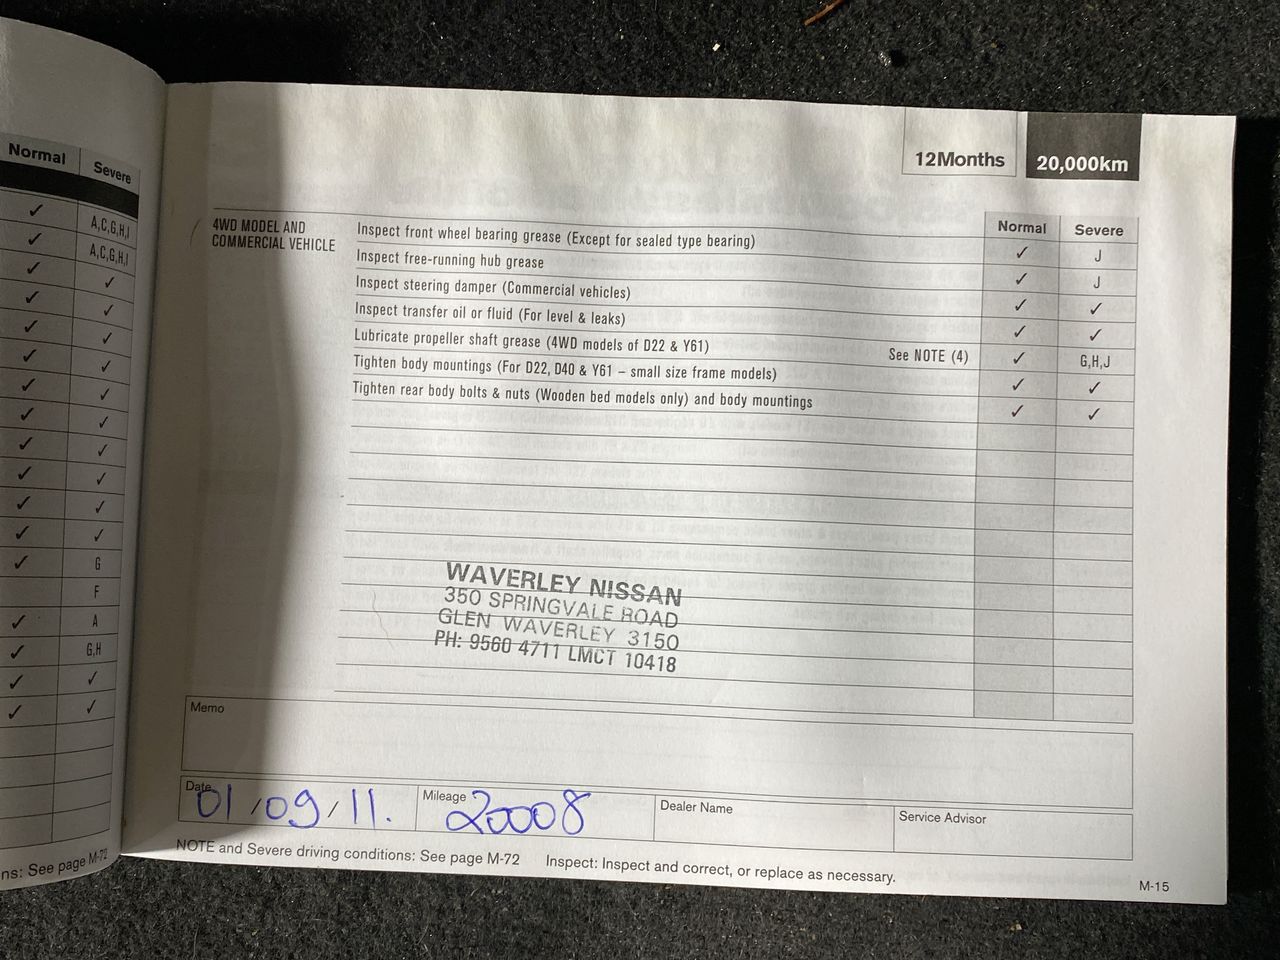 Normal Severe
✓ A,C,G,H,I
✓ A,C,G,H,I
✓ ✓
✓ ✓
✓ ✓
✓ ✓
✓ ✓
✓ ✓
✓ ✓
✓ ✓
✓ ✓
✓ ✓
✓ G
F
✓ A
✓ G,H
✓ ✓
✓ ✓
ns: See page M-72
12Months 20,000km
Normal Severe
4WD MODEL AND
COMMERCIAL VEHICLE
Inspect front wheel bearing grease (Except for sealed type bearing) ✓ J
Inspect free-running hub grease ✓ J
Inspect steering damper (Commercial vehicles) ✓ ✓
Inspect transfer oil or fluid (For level & leaks) ✓ ✓
Lubricate propeller shaft grease (4WD models of D22 & Y61) See NOTE (4) ✓ G,H,J
Tighten body mountings (For D22, D40 & Y61 – small size frame models) ✓ ✓
Tighten rear body bolts & nuts (Wooden bed models only) and body mountings ✓ ✓
WAVERLEY NISSAN
350 SPRINGVALE ROAD
GLEN WAVERLEY 3150
PH: 9560 4711 LMCT 10418
Memo
Date 01/09/11. Mileage 20008 Dealer Name Service Advisor
NOTE and Severe driving conditions: See page M-72 Inspect: Inspect and correct, or replace as necessary.
M-15